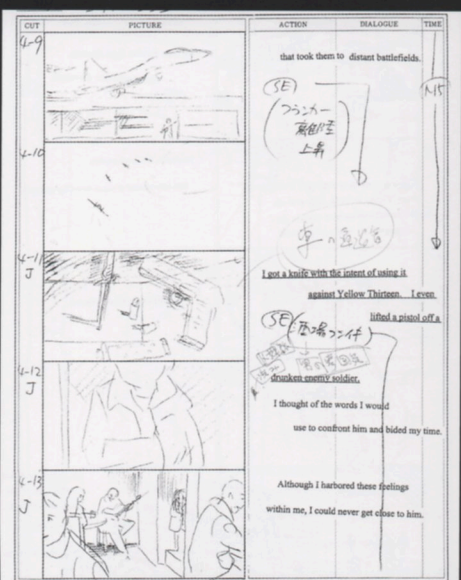 CUT
PICTURE
ACTION
DIALOGUE
TIME
4-9
that took them to distant battlefields.
(SE)
フランカー
離陸
上昇
4-10
4-11
J
I got a knife with the intent of using it
against Yellow Thirteen. I even
lifted a pistol off a
(SE)
4-12
J
drunken enemy soldier.
I thought of the words I would
use to confront him and bided my time.
4-13
J
Although I harbored these feelings
within me, I could never get close to him.